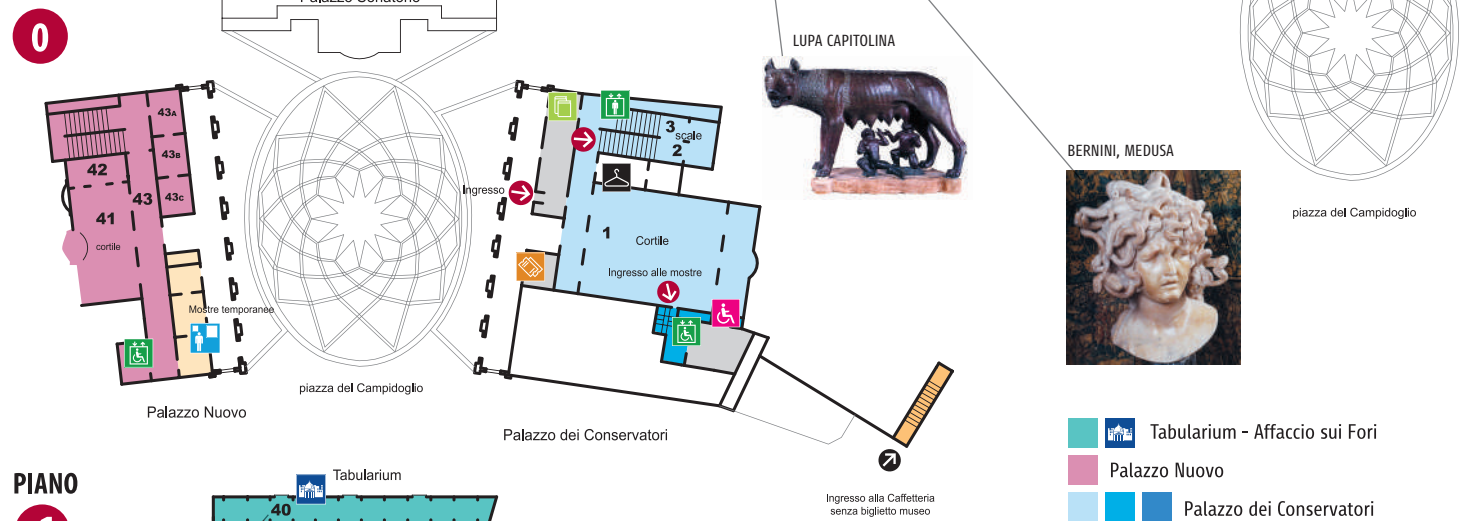 Palazzo Senatorio
0
LUPA CAPITOLINA
BERNINI, MEDUSA
43A
43B
43C
42
43
41
cortile
Mostre temporanee
Palazzo Nuovo
piazza del Campidoglio
Ingresso
3
scale
2
1
Cortile
Ingresso alle mostre
Palazzo dei Conservatori
piazza del Campidoglio
Ingresso alla Caffetteria
senza biglietto museo
Tabularium - Affaccio sui Fori
Palazzo Nuovo
Palazzo dei Conservatori
PIANO
Tabularium
40